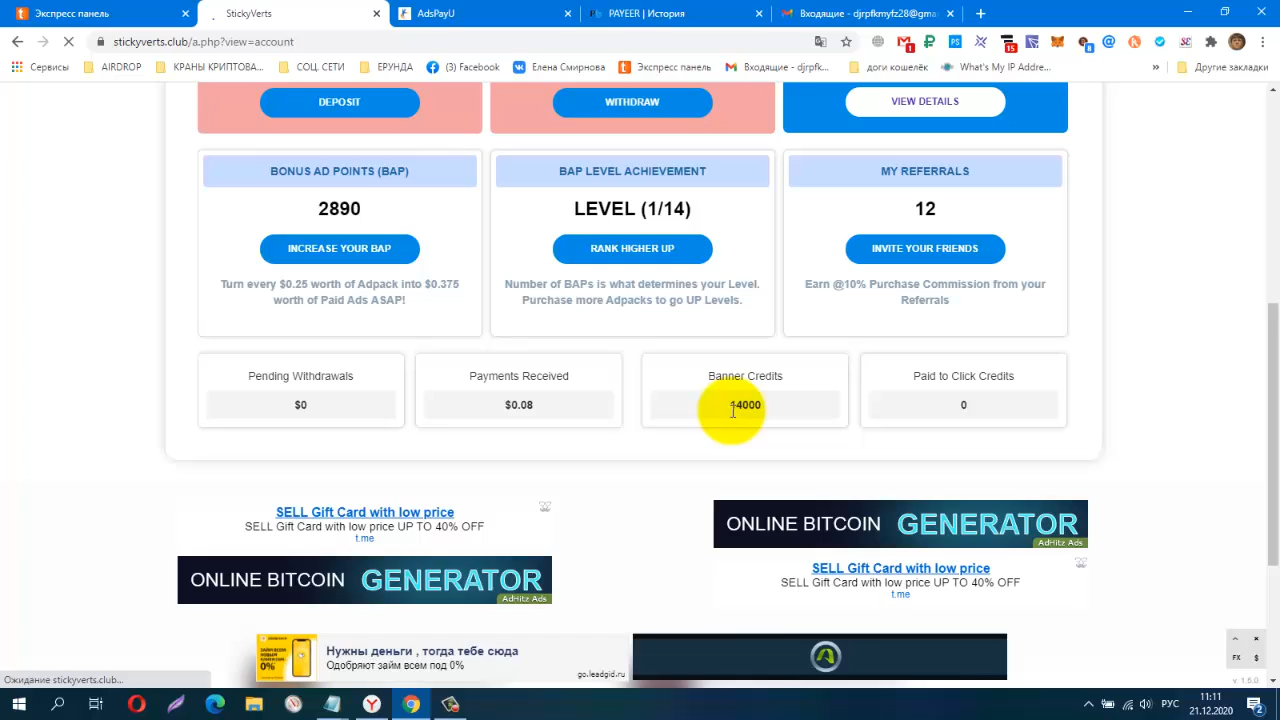 Экспресс панель
StickyVerts
AdsPayU
PAYEER | История
Входящие - djrpfkmyfz28@gma
stickyverts.club/a.php?view=account
Сервисы
AIRDROP
КРАНЫ КРИПТОВА...
СОЦ. СЕТИ
ЕРУНДА
(3) Facebook
Елена Смирнова
Экспресс панель
Входящие - djrpfk...
доги кошелёк
What's My IP Addre...
Другие закладки
DEPOSIT
WITHDRAW
VIEW DETAILS
BONUS AD POINTS (BAP)
BAP LEVEL ACHIEVEMENT
MY REFERRALS
2890
LEVEL (1/14)
12
INCREASE YOUR BAP
RANK HIGHER UP
INVITE YOUR FRIENDS
Turn every $0.25 worth of Adpack into $0.375
worth of Paid Ads ASAP!
Number of BAPs is what determines your Level.
Purchase more Adpacks to go UP Levels.
Earn @10% Purchase Commission from your
Referrals
Pending Withdrawals
Payments Received
Banner Credits
Paid to Click Credits
$0
$0.08
14000
0
SELL Gift Card with low price
SELL Gift Card with low price UP TO 40% OFF
t.me
ONLINE BITCOIN GENERATOR
AdHitz Ads
ONLINE BITCOIN GENERATOR
AdHitz Ads
SELL Gift Card with low price
SELL Gift Card with low price UP TO 40% OFF
t.me
Нужны деньги , тогда тебе сюда
Одобряют займ всем под 0%
go.leadgid.ru
FX $
v. 1.5.0
Ожидание stickyverts.club...
РУС
11:11
21.12.2020